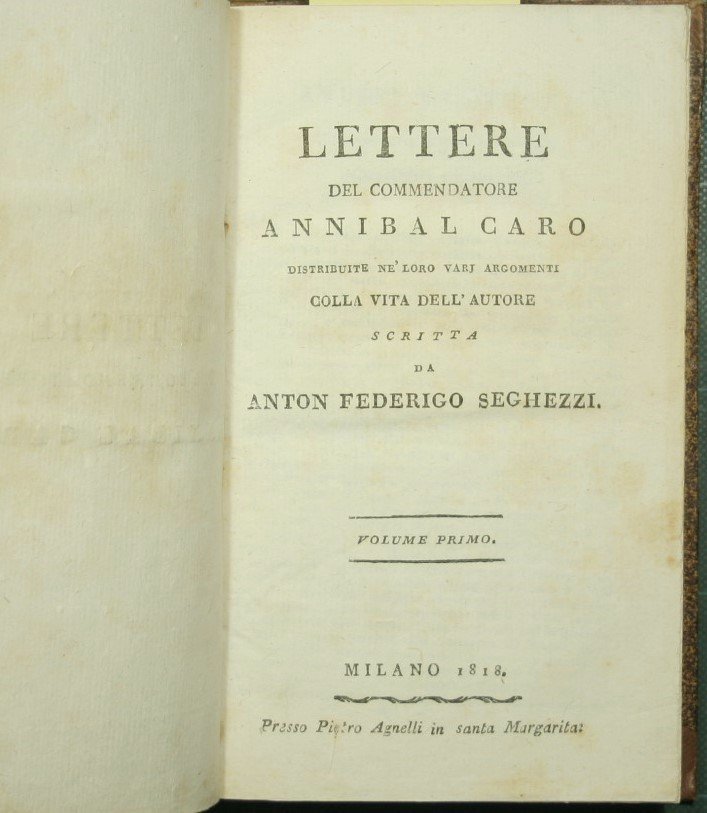 LETTERE
DEL COMMENDATORE
ANNIBAL CARO
DISTRIBUITE NE' LORO VARJ ARGOMENTI
COLLA VITA DELL' AUTORE
SCRITTA
DA
ANTON FEDERIGO SEGHEZZI.
VOLUME PRIMO.
MILANO 1818.
Presso Pietro Agnelli in santa Margarita: